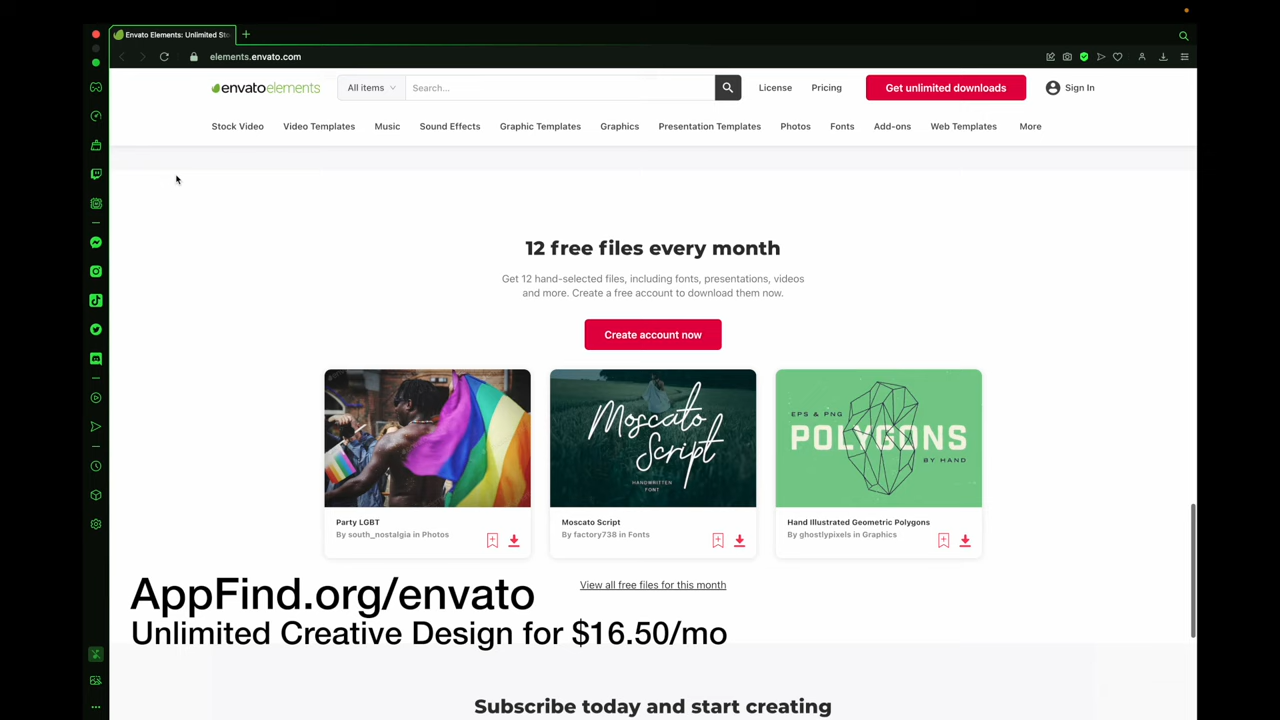 Envato Elements: Unlimited Sto
elements.envato.com
envatoelements
All items
Search...
License
Pricing
Get unlimited downloads
Sign In
Stock Video
Video Templates
Music
Sound Effects
Graphic Templates
Graphics
Presentation Templates
Photos
Fonts
Add-ons
Web Templates
More
12 free files every month
Get 12 hand-selected files, including fonts, presentations, videos
and more. Create a free account to download them now.
Create account now
Moscato
Script
HANDWRITTEN
FONT
EPS & PNG
POLYGONS
BY HAND
Party LGBT
By south_nostalgia in Photos
Moscato Script
By factory738 in Fonts
Hand Illustrated Geometric Polygons
By ghostlypixels in Graphics
View all free files for this month
AppFind.org/envato
Unlimited Creative Design for $16.50/mo
Subscribe today and start creating